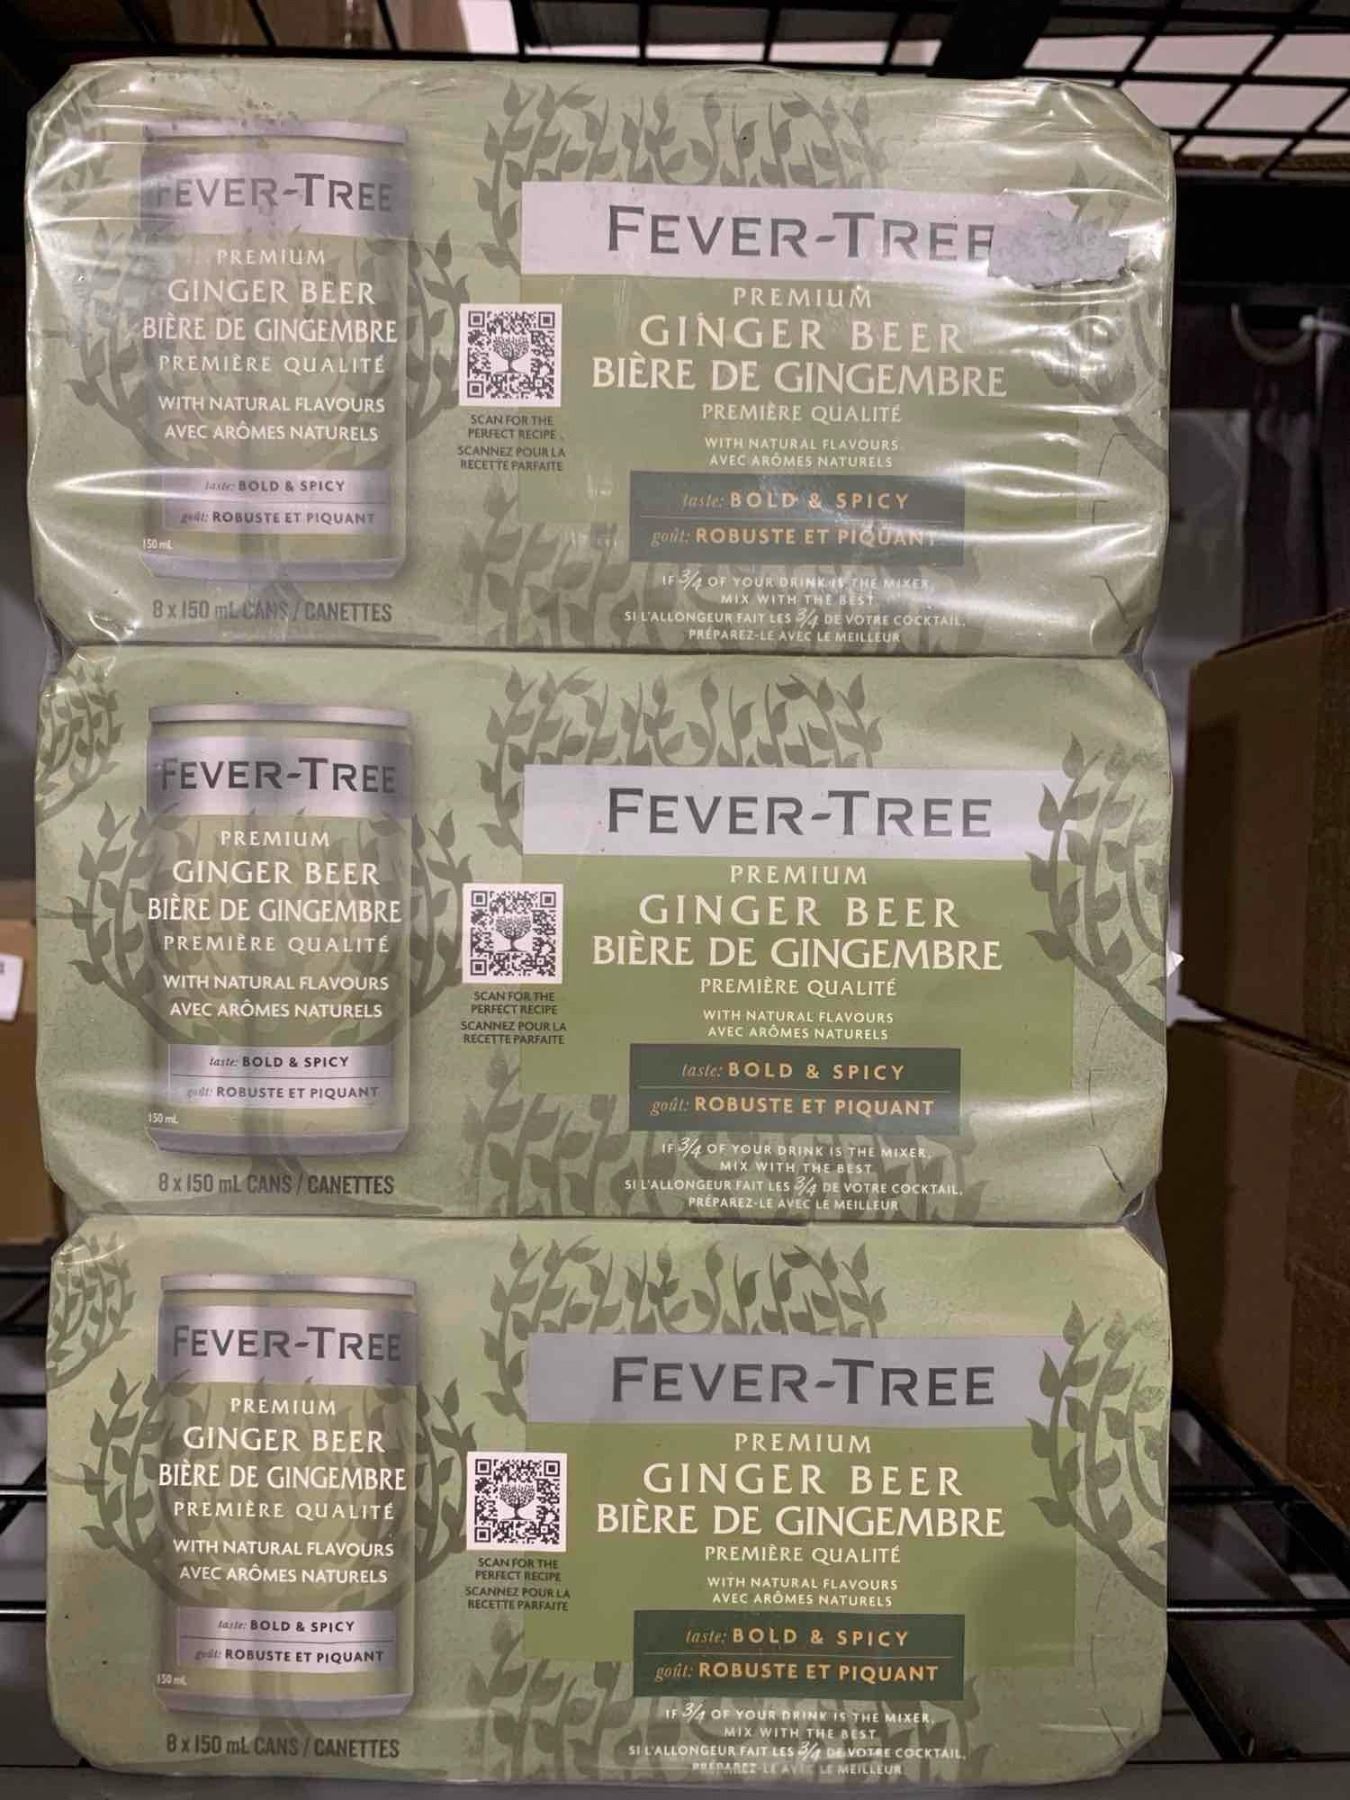 FEVER-TREE
PREMIUM
GINGER BEER
BIÈRE DE GINGEMBRE
PREMIÈRE QUALITÉ
WITH NATURAL FLAVOURS
AVEC ARÔMES NATURELS
taste: BOLD & SPICY
goût: ROBUSTE ET PIQUANT
150 mL
8 x 150 mL CANS / CANETTES
SCAN FOR THE
PERFECT RECIPE
SCANNEZ POUR LA
RECETTE PARFAITE
FEVER-TREE
PREMIUM
GINGER BEER
BIÈRE DE GINGEMBRE
PREMIÈRE QUALITÉ
WITH NATURAL FLAVOURS
AVEC ARÔMES NATURELS
taste: BOLD & SPICY
goût: ROBUSTE ET PIQUANT
IF 3/4 OF YOUR DRINK IS THE MIXER,
MIX WITH THE BEST
SI L'ALLONGEUR FAIT LES 3/4 DE VOTRE COCKTAIL,
PRÉPAREZ-LE AVEC LE MEILLEUR
FEVER-TREE
PREMIUM
GINGER BEER
BIÈRE DE GINGEMBRE
PREMIÈRE QUALITÉ
WITH NATURAL FLAVOURS
AVEC ARÔMES NATURELS
taste: BOLD & SPICY
goût: ROBUSTE ET PIQUANT
150 mL
8 x 150 mL CANS / CANETTES
SCAN FOR THE
PERFECT RECIPE
SCANNEZ POUR LA
RECETTE PARFAITE
FEVER-TREE
PREMIUM
GINGER BEER
BIÈRE DE GINGEMBRE
PREMIÈRE QUALITÉ
WITH NATURAL FLAVOURS
AVEC ARÔMES NATURELS
taste: BOLD & SPICY
goût: ROBUSTE ET PIQUANT
IF 3/4 OF YOUR DRINK IS THE MIXER,
MIX WITH THE BEST
SI L'ALLONGEUR FAIT LES 3/4 DE VOTRE COCKTAIL,
PRÉPAREZ-LE AVEC LE MEILLEUR
FEVER-TREE
PREMIUM
GINGER BEER
BIÈRE DE GINGEMBRE
PREMIÈRE QUALITÉ
WITH NATURAL FLAVOURS
AVEC ARÔMES NATURELS
taste: BOLD & SPICY
goût: ROBUSTE ET PIQUANT
150 mL
8 x 150 mL CANS / CANETTES
SCAN FOR THE
PERFECT RECIPE
SCANNEZ POUR LA
RECETTE PARFAITE
FEVER-TREE
PREMIUM
GINGER BEER
BIÈRE DE GINGEMBRE
PREMIÈRE QUALITÉ
WITH NATURAL FLAVOURS
AVEC ARÔMES NATURELS
taste: BOLD & SPICY
goût: ROBUSTE ET PIQUANT
IF 3/4 OF YOUR DRINK IS THE MIXER,
MIX WITH THE BEST
SI L'ALLONGEUR FAIT LES 3/4 DE VOTRE COCKTAIL,
PRÉPAREZ-LE AVEC LE MEILLEUR